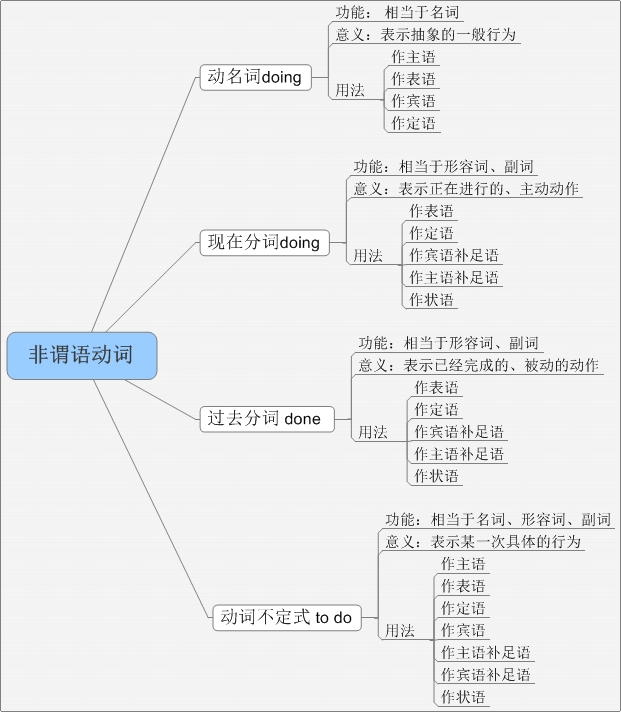 非谓语动词
动名词doing
功能： 相当于名词
意义：表示抽象的一般行为
用法
作主语
作表语
作宾语
作定语
现在分词doing
功能：相当于形容词、副词
意义：表示正在进行的、主动动作
用法
作表语
作定语
作宾语补足语
作主语补足语
作状语
过去分词 done
功能：相当于形容词、副词
意义：表示已经完成的、被动的动作
用法
作表语
作定语
作宾语补足语
作主语补足语
作状语
动词不定式 to do
功能：相当于名词、形容词、副词
意义：表示某一次具体的行为
用法
作主语
作表语
作定语
作宾语
作主语补足语
作宾语补足语
作状语